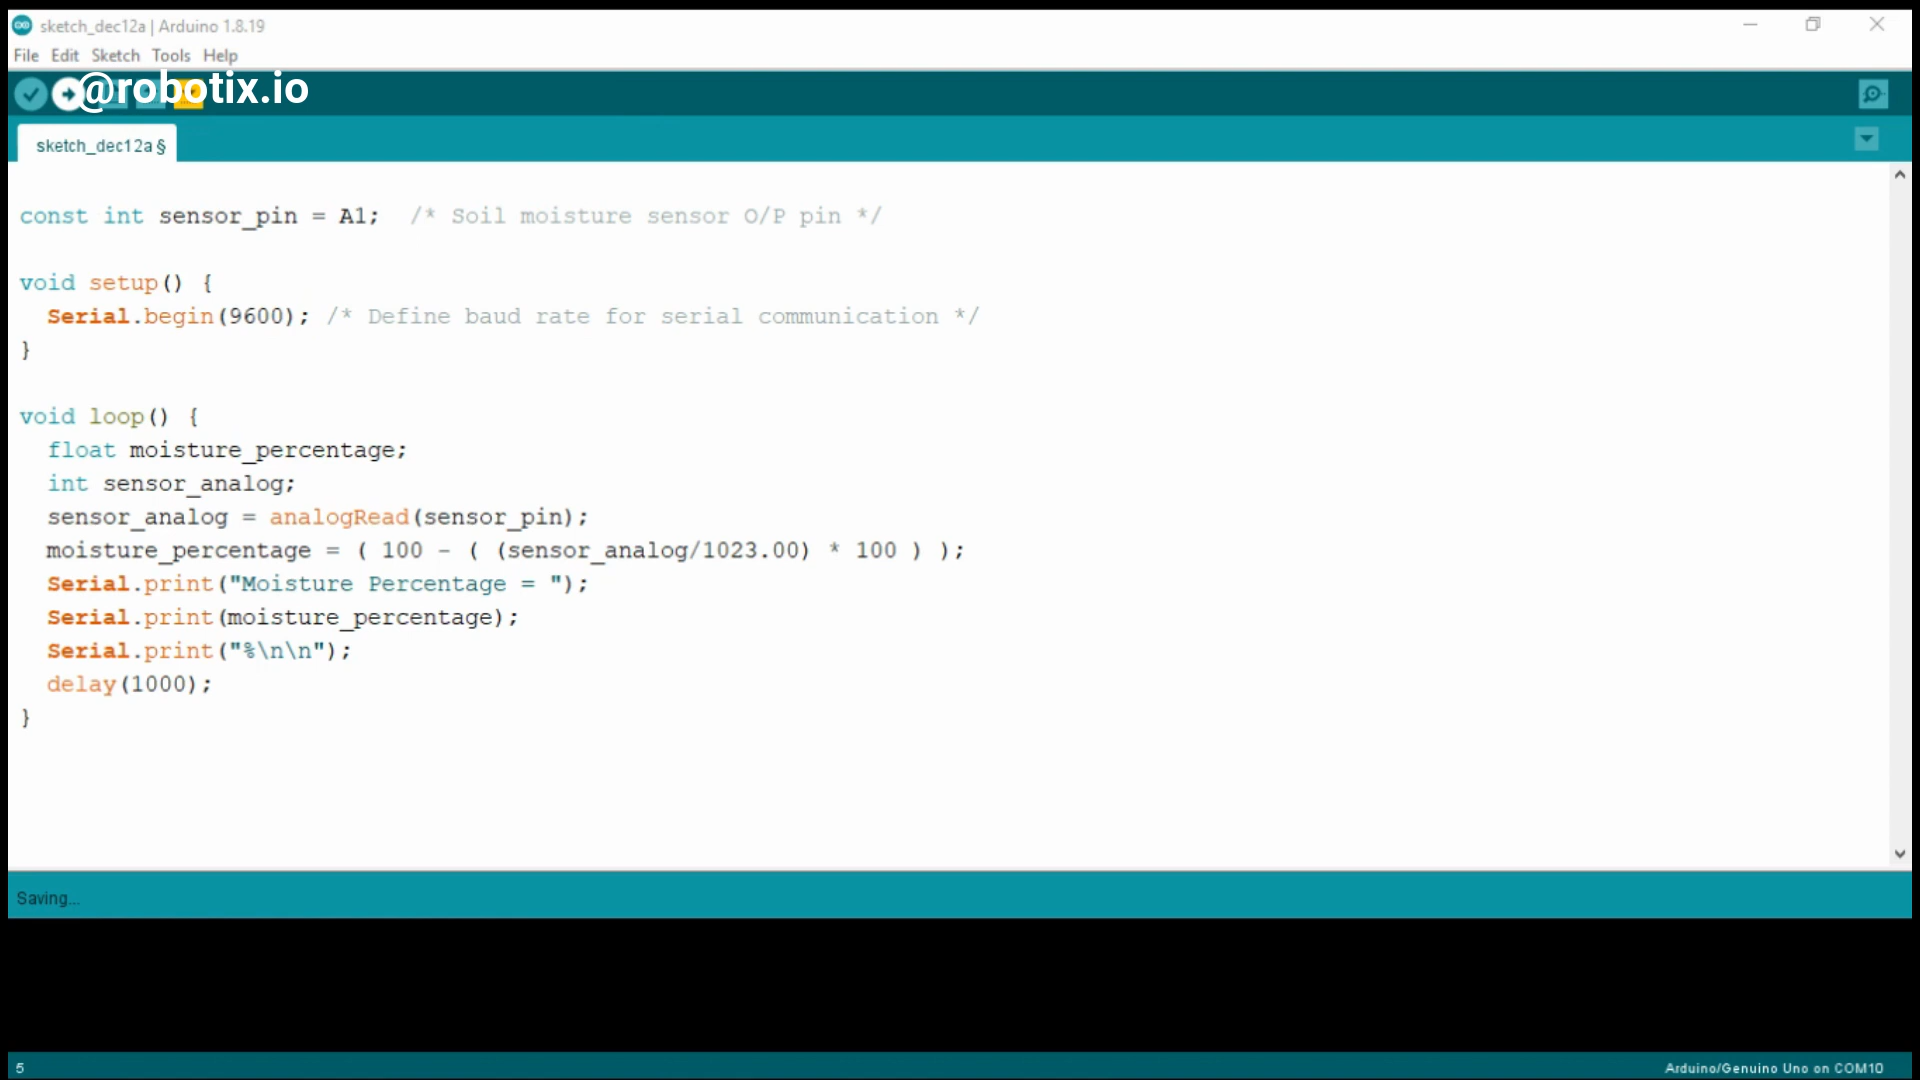 sketch_dec12a | Arduino 1.8.19
File Edit Sketch Tools Help
@robotix.io
sketch_dec12a §
const int sensor_pin = A1;  /* Soil moisture sensor O/P pin */
void setup() {
  Serial.begin(9600); /* Define baud rate for serial communication */
}
void loop() {
  float moisture_percentage;
  int sensor_analog;
  sensor_analog = analogRead(sensor_pin);
  moisture_percentage = ( 100 - ( (sensor_analog/1023.00) * 100 ) );
  Serial.print("Moisture Percentage = ");
  Serial.print(moisture_percentage);
  Serial.print("%\n\n");
  delay(1000);
}
Saving...
5
Arduino/Genuino Uno on COM10